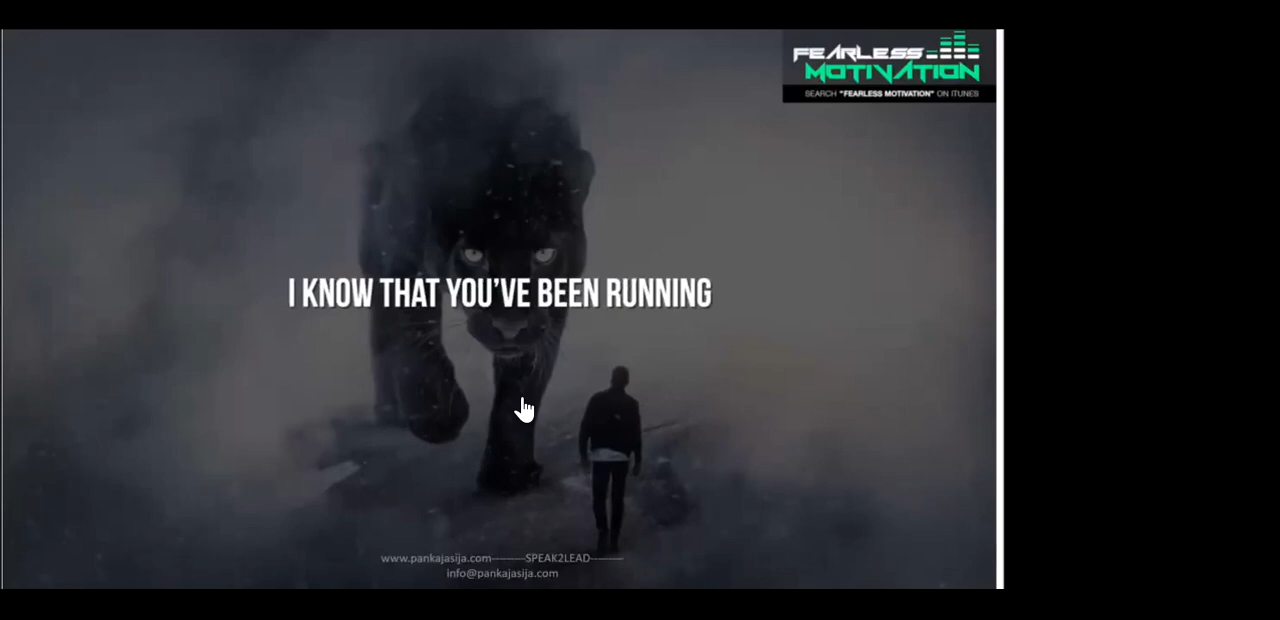 FEARLESS
MOTIVATION
SEARCH "FEARLESS MOTIVATION" ON ITUNES
I KNOW THAT YOU'VE BEEN RUNNING
www.pankajasija.com----------SPEAK2LEAD----------
info@pankajasija.com